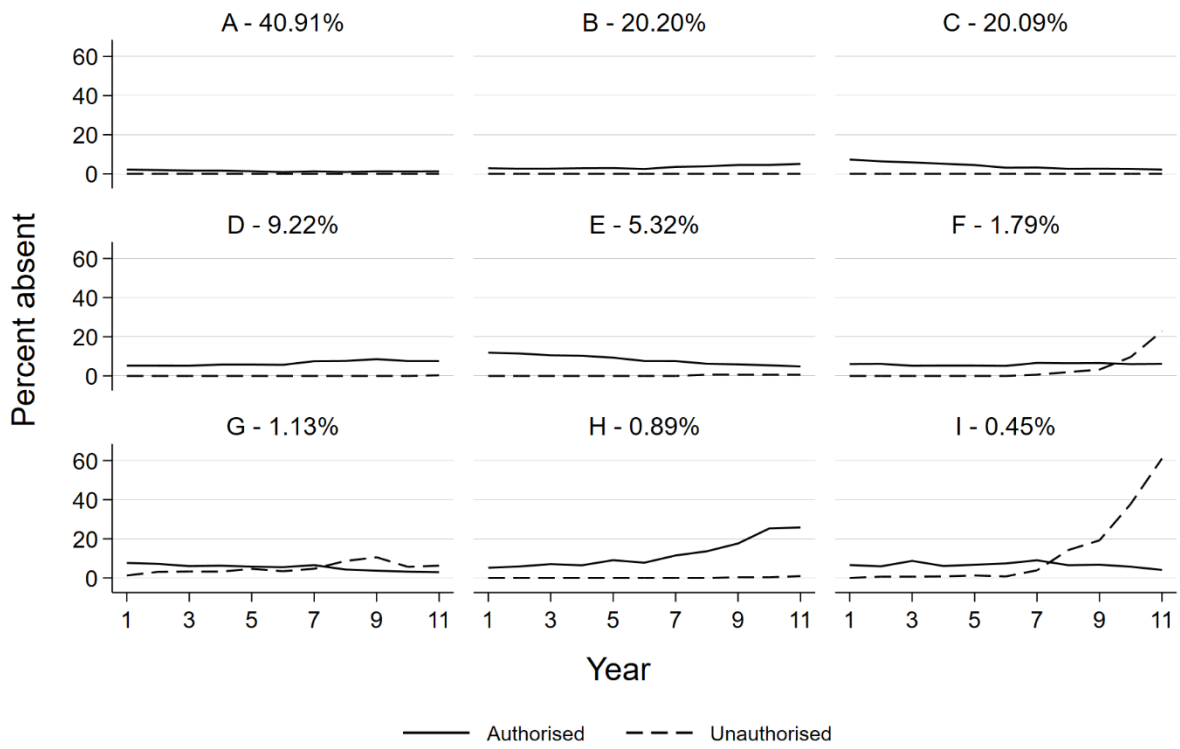 A - 40.91%
B - 20.20%
C - 20.09%
60
40
20
0
D - 9.22%
E - 5.32%
F - 1.79%
60
40
20
0
G - 1.13%
H - 0.89%
I - 0.45%
60
40
20
0
1 3 5 7 9 11
1 3 5 7 9 11
1 3 5 7 9 11
Percent absent
Year
Authorised
Unauthorised